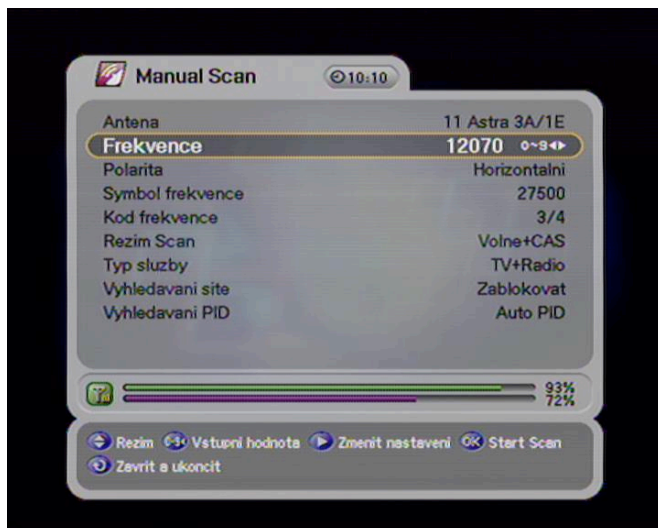 Manual Scan 10:10
Antena 11 Astra 3A/1E
Frekvence 12070 0~9
Polarita Horizontalni
Symbol frekvence 27500
Kod frekvence 3/4
Rezim Scan Volne+CAS
Typ sluzby TV+Radio
Vyhledavani site Zablokovat
Vyhledavani PID Auto PID
93%
72%
Rezim 0~9 Vstupni hodnota Zmenit nastaveni OK Start Scan
Zavrit a ukoncit